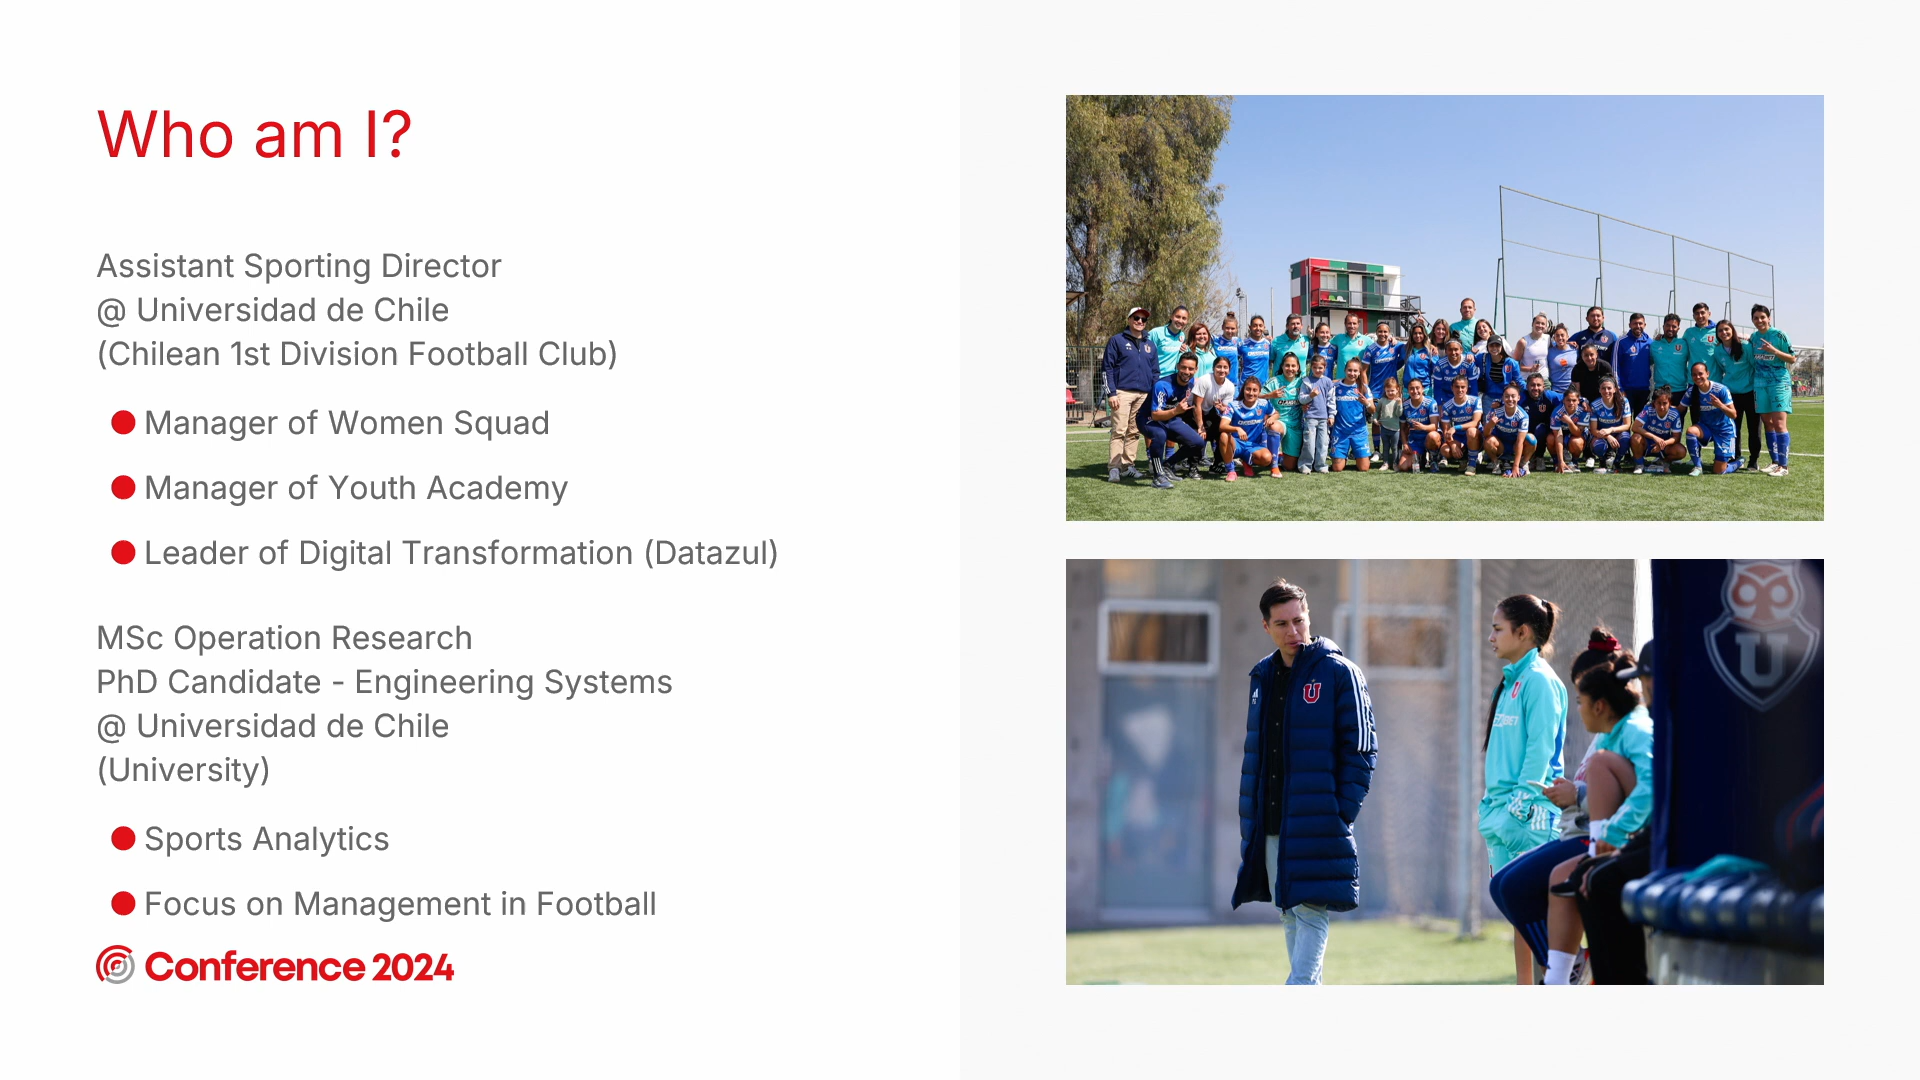 Who am I?
Assistant Sporting Director
@ Universidad de Chile
(Chilean 1st Division Football Club)
Manager of Women Squad
Manager of Youth Academy
Leader of Digital Transformation (Datazul)
MSc Operation Research
PhD Candidate - Engineering Systems
@ Universidad de Chile
(University)
Sports Analytics
Focus on Management in Football
Conference 2024
U
U